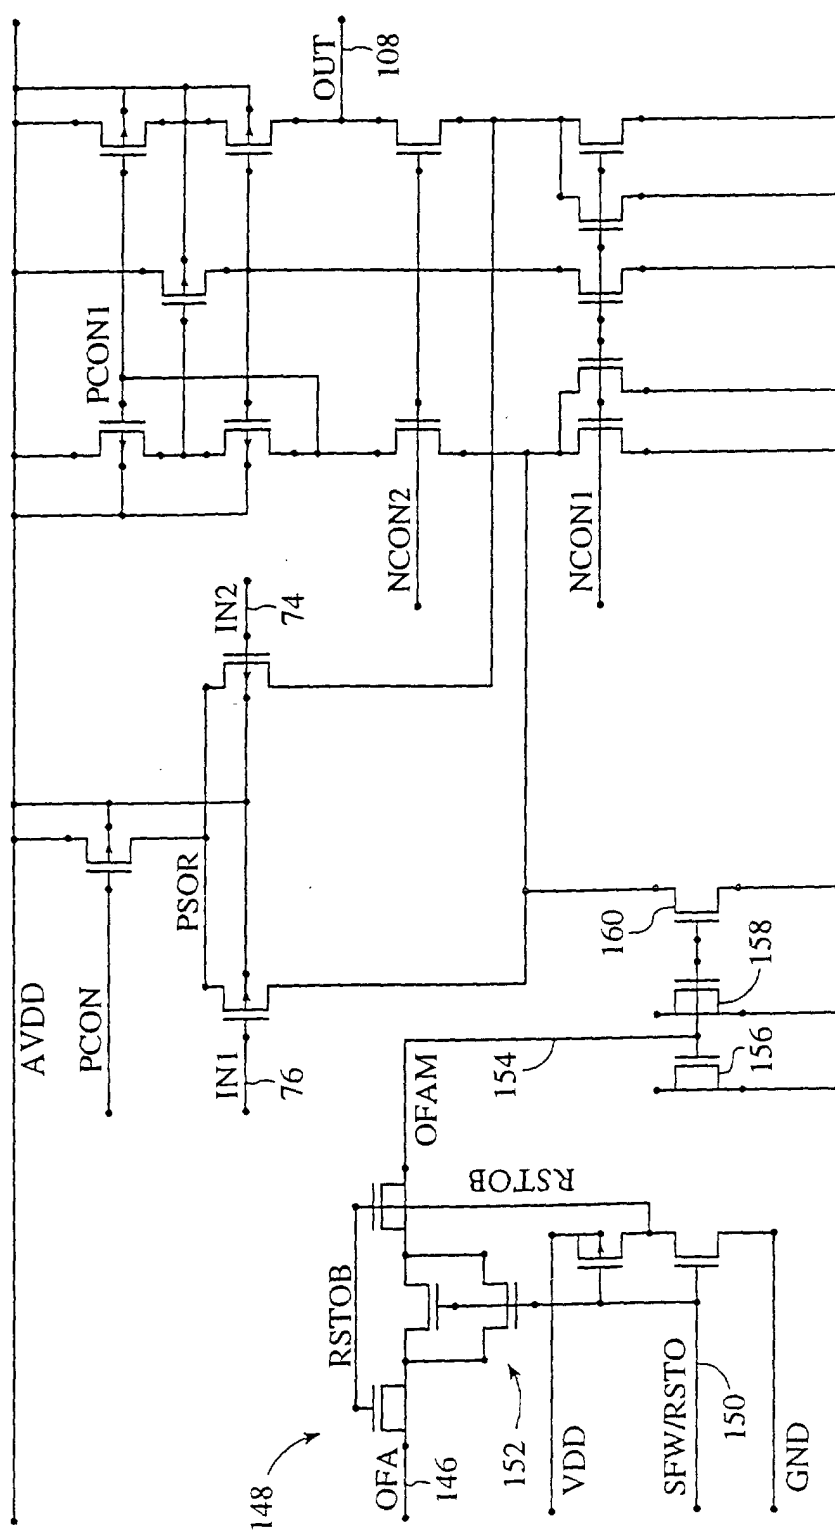 AVDD
PCON
PSOR
IN1
76
IN2
74
PCON1
NCON2
NCON1
OUT
108
148
OFA
146
RSTOB
RSTOB
OFAM
154
152
VDD
SFW/RSTO
150
GND
156
158
160